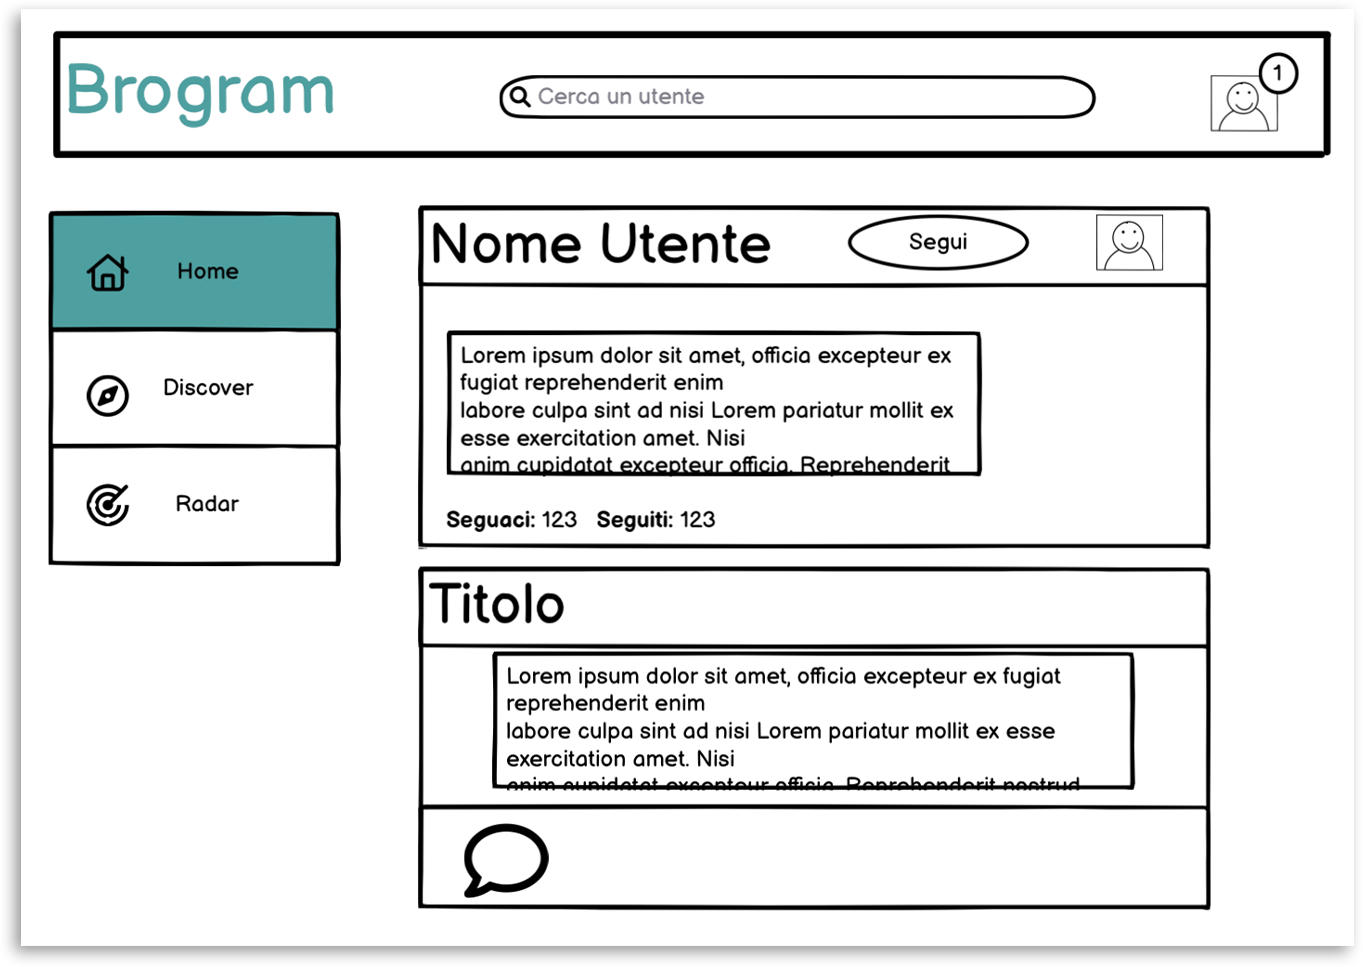 Brogram
Cerca un utente
1
Home
Discover
Radar
Nome Utente
Segui
Lorem ipsum dolor sit amet, officia excepteur ex
fugiat reprehenderit enim
labore culpa sint ad nisi Lorem pariatur mollit ex
esse exercitation amet. Nisi
anim cupidatat excepteur officia. Reprehenderit
Seguaci: 123 Seguiti: 123
Titolo
Lorem ipsum dolor sit amet, officia excepteur ex fugiat
reprehenderit enim
labore culpa sint ad nisi Lorem pariatur mollit ex esse
exercitation amet. Nisi
anim cupidatat excepteur officia. Reprehenderit nostrud